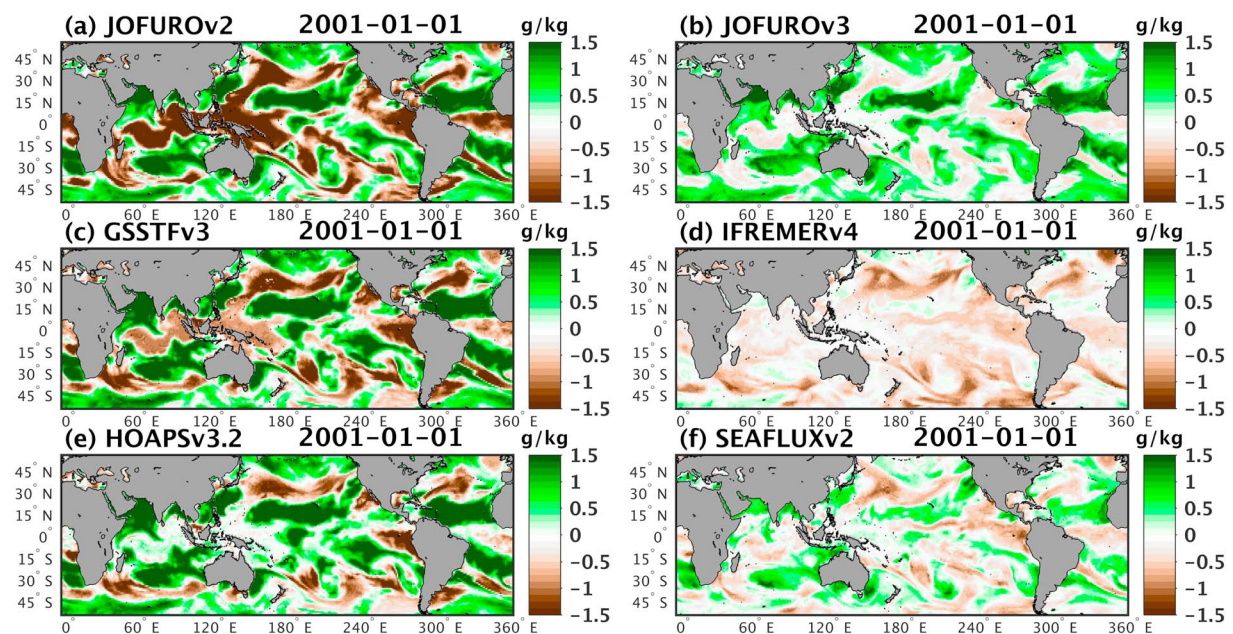 (a) JOFUROv2 2001-01-01 g/kg
45° N
30° N
15° N
0°
15° S
30° S
45° S
0° 60° E 120° E 180° E 240° E 300° E 360° E
1.5
1
0.5
0
−0.5
−1
−1.5
(b) JOFUROv3 2001-01-01 g/kg
45° N
30° N
15° N
0°
15° S
30° S
45° S
0° 60° E 120° E 180° E 240° E 300° E 360° E
1.5
1
0.5
0
−0.5
−1
−1.5
(c) GSSTFv3 2001-01-01 g/kg
45° N
30° N
15° N
0°
15° S
30° S
45° S
0° 60° E 120° E 180° E 240° E 300° E 360° E
1.5
1
0.5
0
−0.5
−1
−1.5
(d) IFREMERv4 2001-01-01 g/kg
45° N
30° N
15° N
0°
15° S
30° S
45° S
0° 60° E 120° E 180° E 240° E 300° E 360° E
1.5
1
0.5
0
−0.5
−1
−1.5
(e) HOAPSv3.2 2001-01-01 g/kg
45° N
30° N
15° N
0°
15° S
30° S
45° S
0° 60° E 120° E 180° E 240° E 300° E 360° E
1.5
1
0.5
0
−0.5
−1
−1.5
(f) SEAFLUXv2 2001-01-01 g/kg
45° N
30° N
15° N
0°
15° S
30° S
45° S
0° 60° E 120° E 180° E 240° E 300° E 360° E
1.5
1
0.5
0
−0.5
−1
−1.5